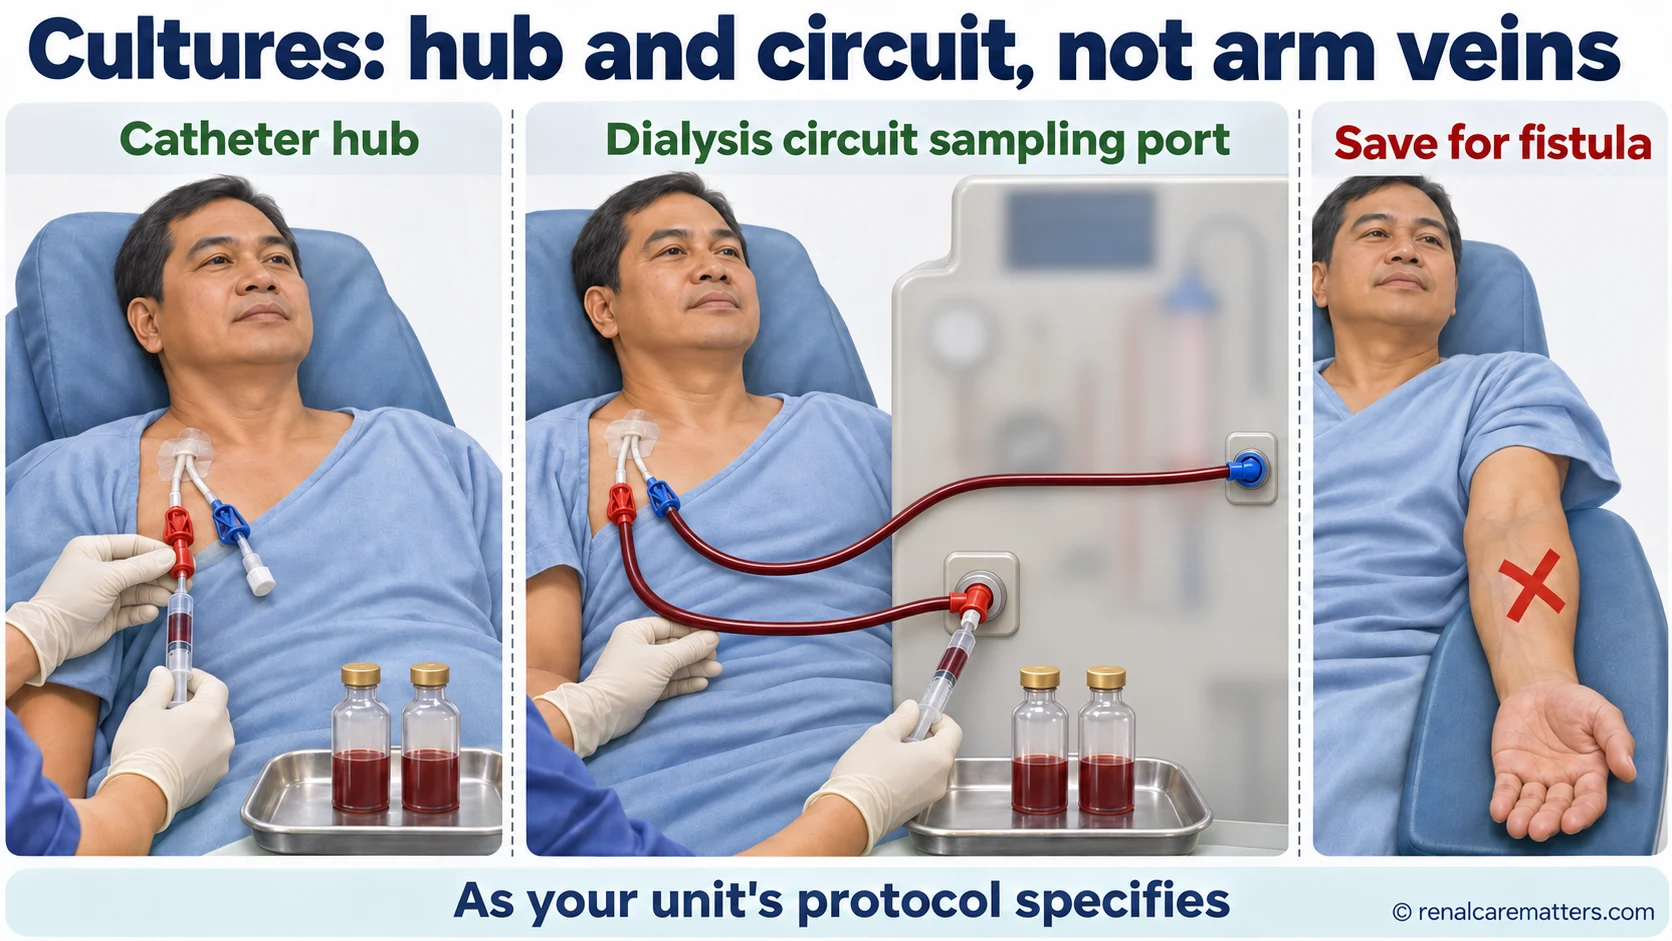 Cultures: hub and circuit, not arm veins
Catheter hub
Dialysis circuit sampling port
Save for fistula
As your unit's protocol specifies
© renalcarematters.com